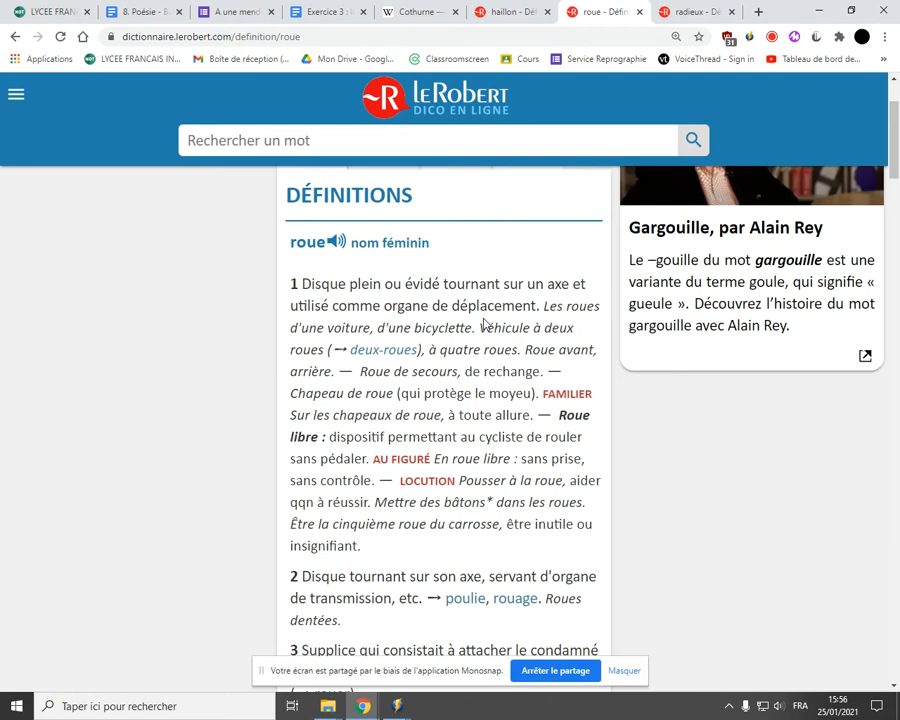 LYCEE FRANCAI
8. Poésie - B
A une mend
Exercice 3 : l
Cothurne —
haillon - Déf
roue - Défin
radieux - Dé
dictionnaire.lerobert.com/definition/roue
Applications
LYCEE FRANCAIS IN...
Boîte de réception (...
Mon Drive - Googl...
Classroomscreen
Cours
Service Reprographie
VoiceThread - Sign in
Tableau de bord de...
»
31
~R LE ROBERT
DICO EN LIGNE
Rechercher un mot
DÉFINITIONS
roue nom féminin
1 Disque plein ou évidé tournant sur un axe et
utilisé comme organe de déplacement. Les roues
d'une voiture, d'une bicyclette. Véhicule à deux
roues (→ deux-roues), à quatre roues. Roue avant,
arrière. — Roue de secours, de rechange. —
Chapeau de roue (qui protège le moyeu). FAMILIER
Sur les chapeaux de roue, à toute allure. — Roue
libre : dispositif permettant au cycliste de rouler
sans pédaler. AU FIGURÉ En roue libre : sans prise,
sans contrôle. — LOCUTION Pousser à la roue, aider
qqn à réussir. Mettre des bâtons* dans les roues.
Être la cinquième roue du carrosse, être inutile ou
insignifiant.
2 Disque tournant sur son axe, servant d'organe
de transmission, etc. → poulie, rouage. Roues
dentées.
3 Supplice qui consistait à attacher le condamné
Gargouille, par Alain Rey
Le –gouille du mot gargouille est une
variante du terme goule, qui signifie «
gueule ». Découvrez l'histoire du mot
gargouille avec Alain Rey.
Votre écran est partagé par le biais de l'application Monosnap.
Arrêter le partage
Masquer
Taper ici pour rechercher
FRA
15:56
25/01/2021